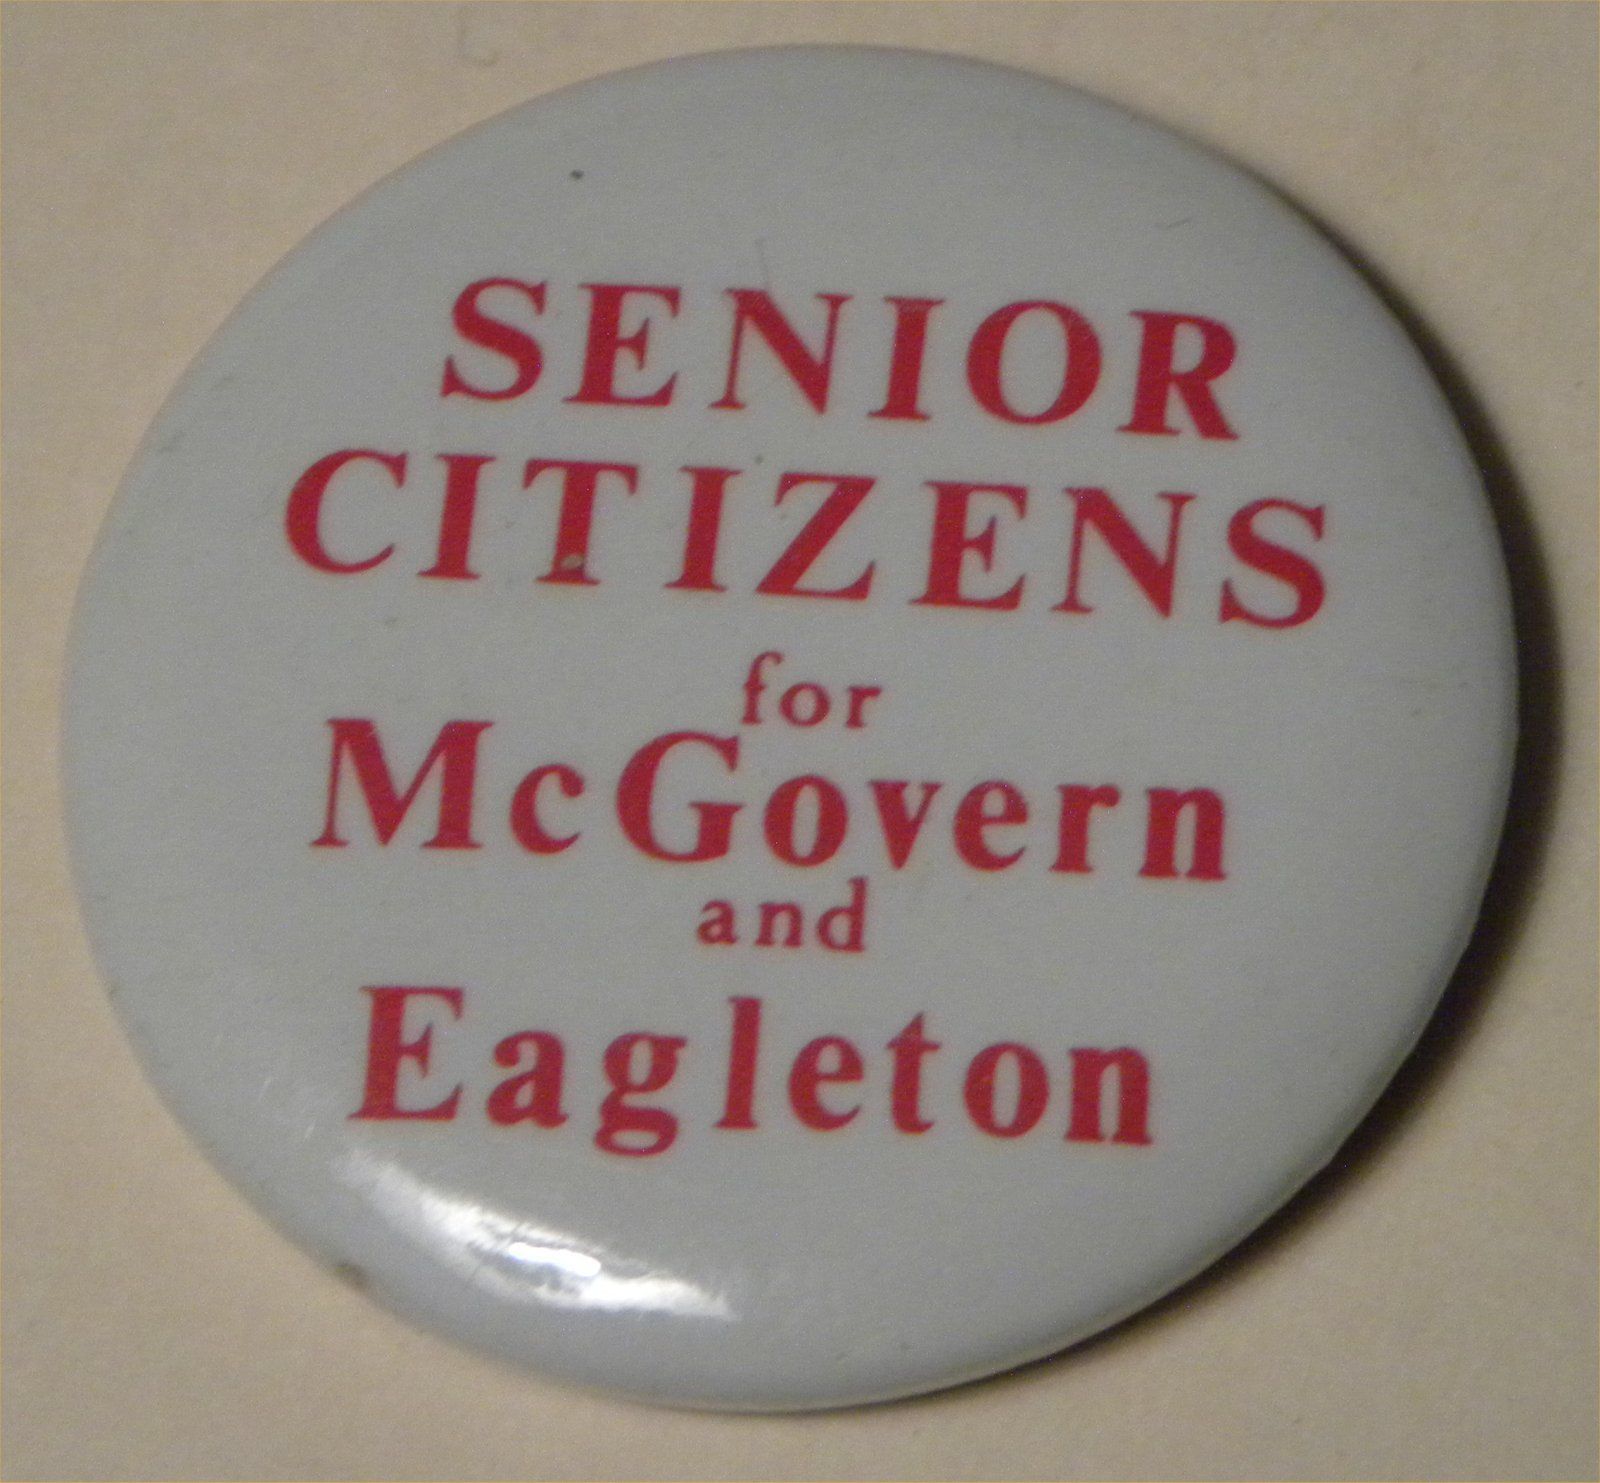 SENIOR
CITIZENS
for
McGovern
and
Eagleton